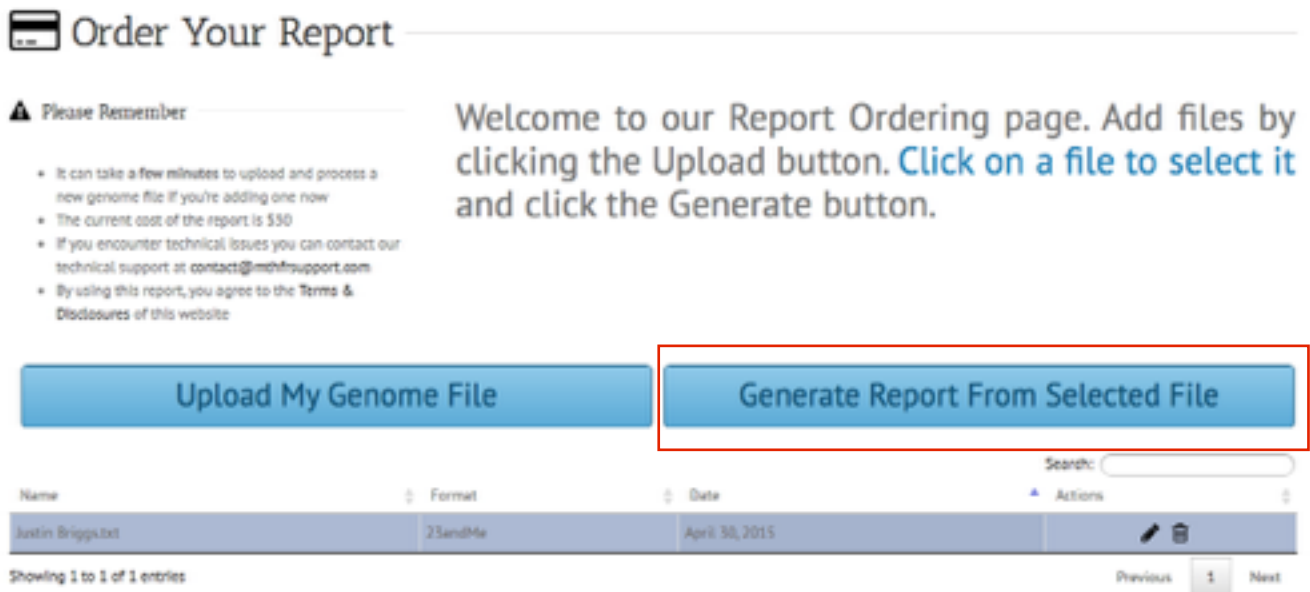 Order Your Report
Please Remember
Welcome to our Report Ordering page. Add files by
clicking the Upload button. Click on a file to select it
and click the Generate button.
• It can take a few minutes to upload and process a
new genome file if you're adding one now
• The current cost of the report is $30
• If you encounter technical issues you can contact our
technical support at contact@mthfrsupport.com
• By using this report, you agree to the Terms &
Disclosures of this website
Upload My Genome File
Generate Report From Selected File
Search:
Name Format Date Actions
Justin Briggs.txt 23andMe April 30, 2015
Showing 1 to 1 of 1 entries
Previous 1 Next